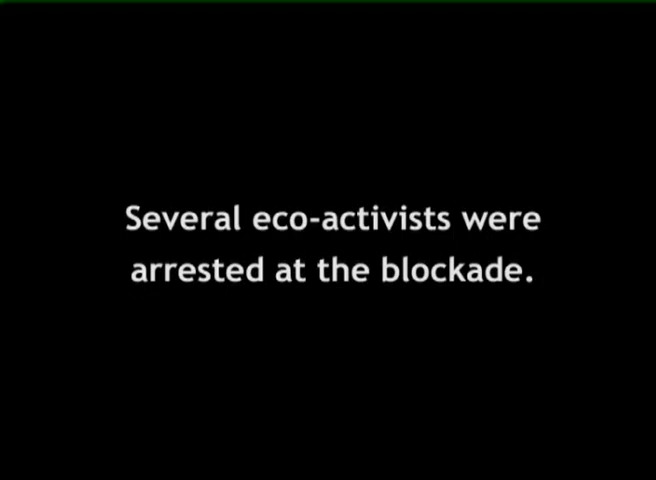 Several eco-activists were
arrested at the blockade.